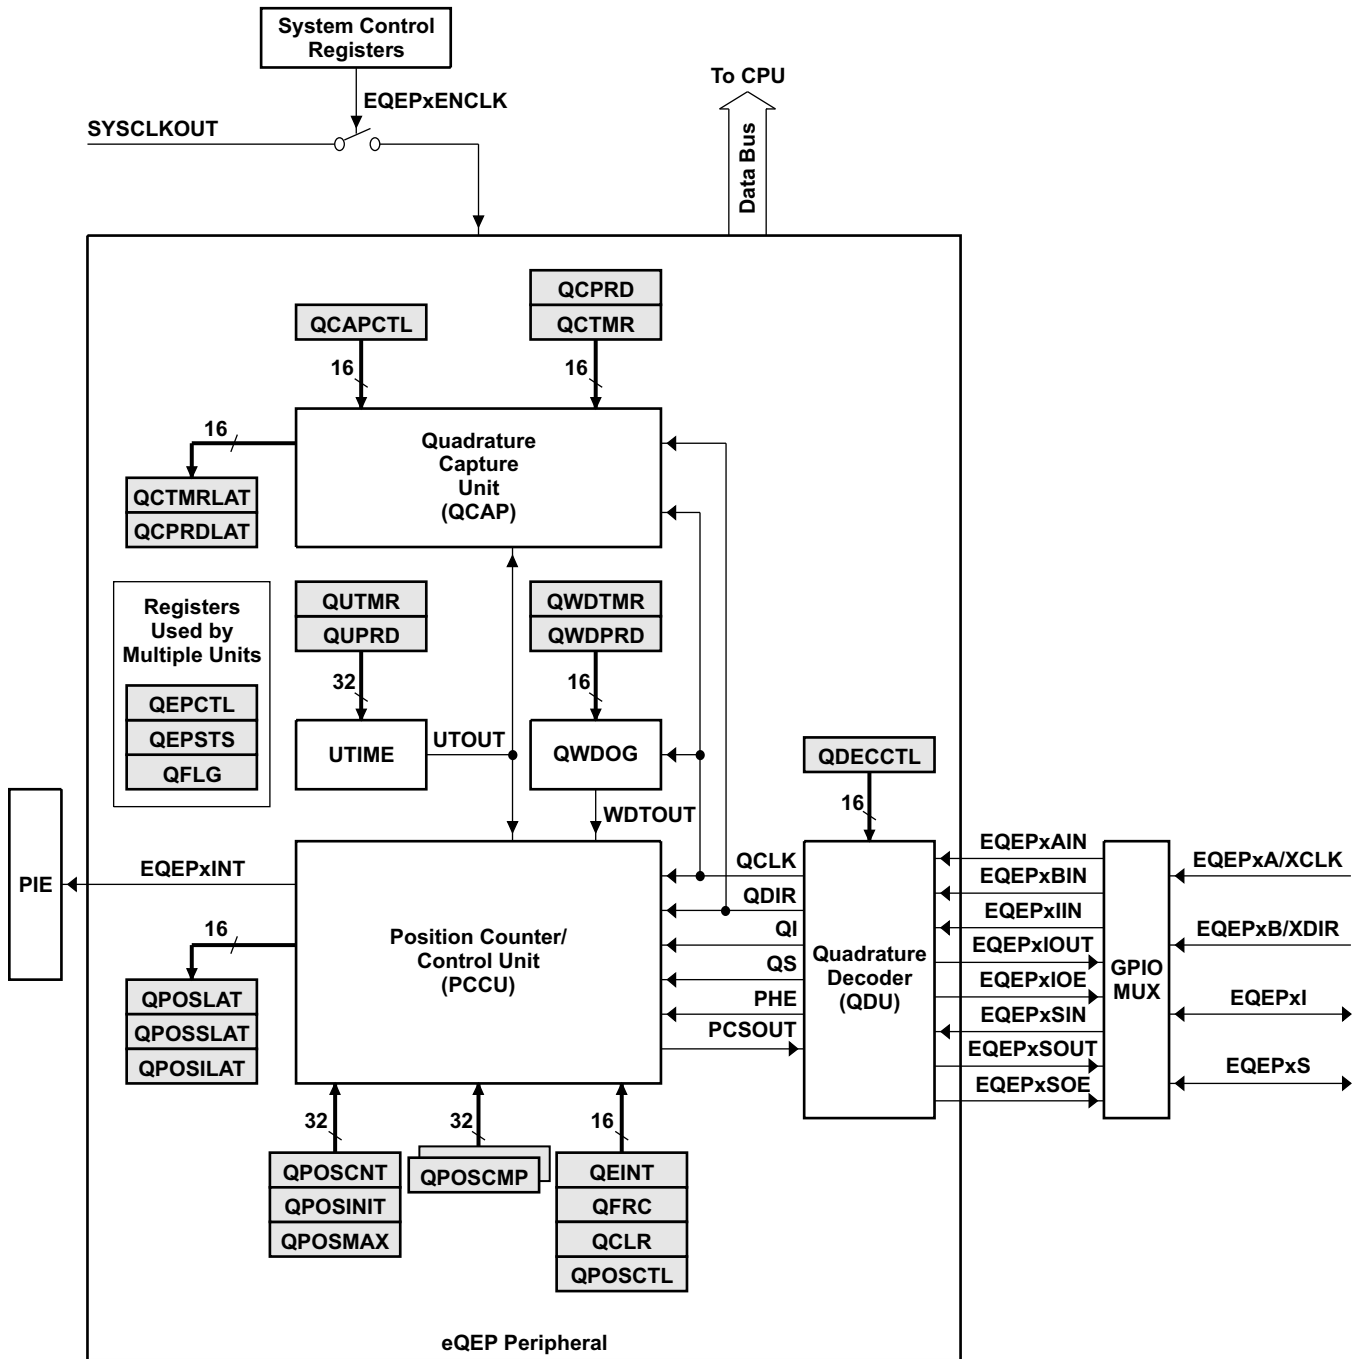 System Control
Registers
To CPU
EQEPxENCLK
SYSCLKOUT
Data Bus
QCPRD
QCAPCTL
QCTMR
16
16
16
Quadrature
Capture
Unit
(QCAP)
QCTMRLAT
QCPRDLAT
Registers
Used by
Multiple Units
QEPCTL
QEPSTS
QFLG
QUTMR
QUPRD
QWDTMR
QWDPRD
32
16
UTIME
UTOUT
QWDOG
QDECCTL
WDTOUT
16
PIE
EQEPxINT
16
Position Counter/
Control Unit
(PCCU)
QCLK
QDIR
QI
QS
PHE
PCSOUT
Quadrature
Decoder
(QDU)
EQEPxAIN
EQEPxBIN
EQEPxIIN
EQEPxIOUT
EQEPxIOE
EQEPxSIN
EQEPxSOUT
EQEPxSOE
GPIO
MUX
EQEPxA/XCLK
EQEPxB/XDIR
EQEPxI
EQEPxS
QPOSLAT
QPOSSLAT
QPOSILAT
32
32
16
QPOSCNT
QPOSINIT
QPOSMAX
QPOSCMP
QEINT
QFRC
QCLR
QPOSCTL
eQEP Peripheral